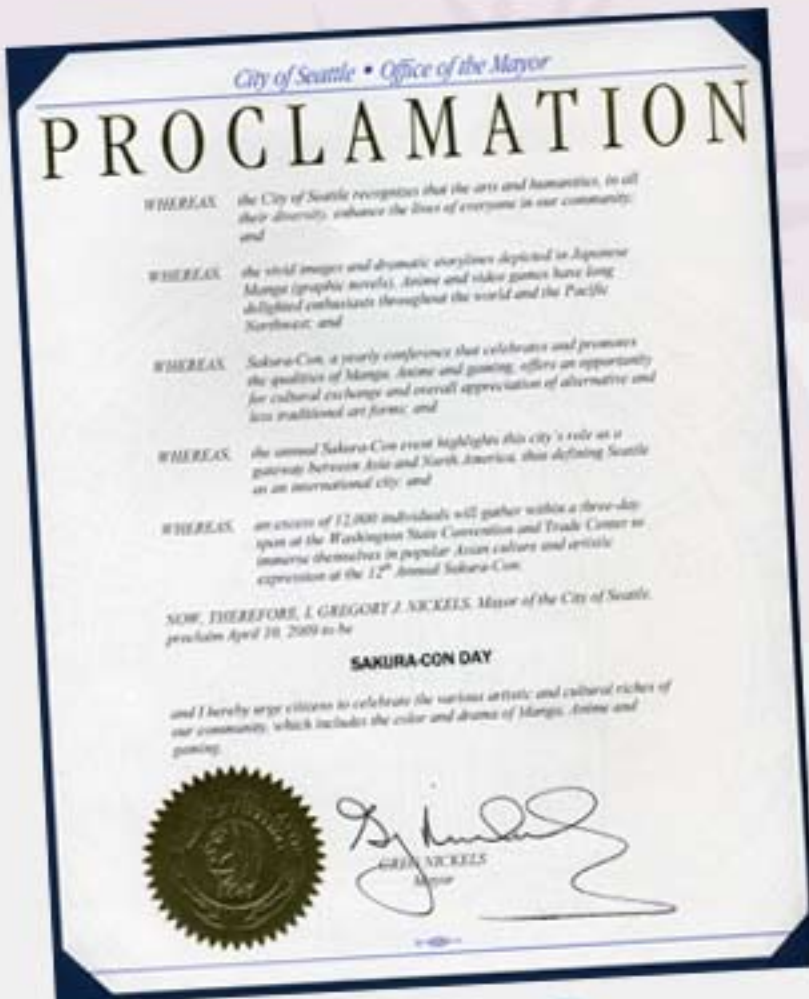 City of Seattle • Office of the Mayor
PROCLAMATION
WHEREAS, the City of Seattle recognizes that the arts and humanities, in all
their diversity, enhance the lives of everyone in our community;
and
WHEREAS, the vivid images and dramatic storylines depicted in Japanese
Manga (graphic novels), Anime and video games have long
delighted enthusiasts throughout the world and the Pacific
Northwest; and
WHEREAS, Sakura-Con, a yearly conference that celebrates and promotes
the qualities of Manga, Anime and gaming, offers an opportunity
for cultural exchange and overall appreciation of alternative and
less traditional art forms; and
WHEREAS, the annual Sakura-Con event highlights this city's role as a
gateway between Asia and North America, thus defining Seattle
as an international city; and
WHEREAS, an excess of 12,000 individuals will gather within a three-day
span at the Washington State Convention and Trade Center to
immerse themselves in popular Asian culture and artistic
expression at the 12th Annual Sakura-Con.
NOW, THEREFORE, I, GREGORY J. NICKELS, Mayor of the City of Seattle,
proclaim April 10, 2009 to be
SAKURA-CON DAY
and I hereby urge citizens to celebrate the various artistic and cultural riches of
our community, which includes the color and drama of Manga, Anime and
gaming.
GREG NICKELS
Mayor